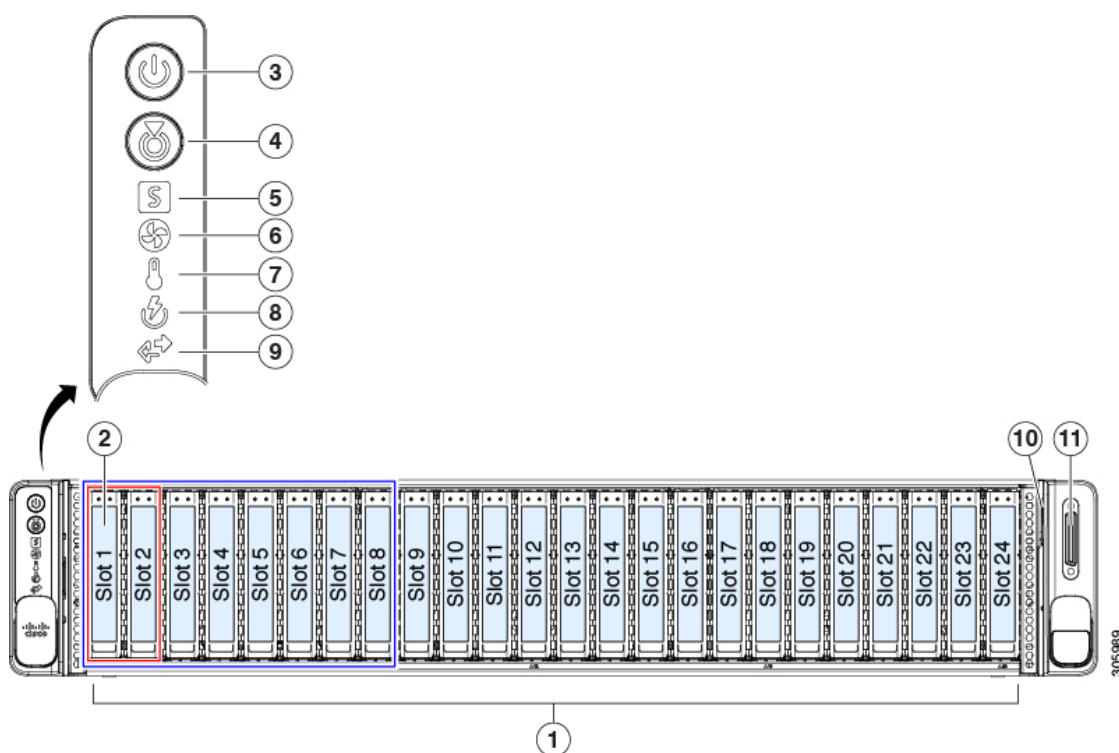 3
4
S
5
6
7
8
9
2
10
11
S
cisco
Slot 1
Slot 2
Slot 3
Slot 4
Slot 5
Slot 6
Slot 7
Slot 8
Slot 9
Slot 10
Slot 11
Slot 12
Slot 13
Slot 14
Slot 15
Slot 16
Slot 17
Slot 18
Slot 19
Slot 20
Slot 21
Slot 22
Slot 23
Slot 24
305989
1